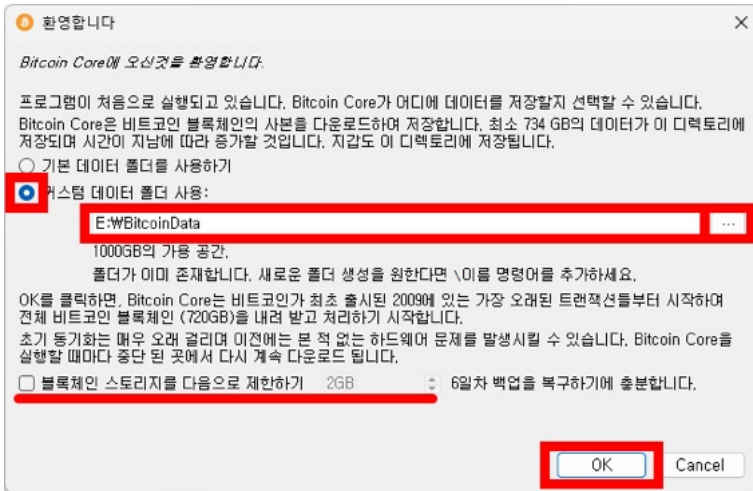 환영합니다
Bitcoin Core에 오신것을 환영합니다.
프로그램이 처음으로 실행되고 있습니다. Bitcoin Core가 어디에 데이터를 저장할지 선택할 수 있습니다.
Bitcoin Core은 비트코인 블록체인의 사본을 다운로드하여 저장합니다. 최소 734 GB의 데이터가 이 디렉토리에
저장되며 시간이 지남에 따라 증가할 것입니다. 지갑도 이 디렉토리에 저장됩니다.
기본 데이터 폴더를 사용하기
커스텀 데이터 폴더 사용:
E:₩BitcoinData
...
1000GB의 가용 공간.
폴더가 이미 존재합니다. 새로운 폴더 생성을 원한다면 \이름 명령어를 추가하세요.
OK를 클릭하면, Bitcoin Core는 비트코인가 최초 출시된 2009에 있는 가장 오래된 트랜잭션들부터 시작하여
전체 비트코인 블록체인 (720GB)을 내려 받고 처리하기 시작합니다.
초기 동기화는 매우 오래 걸리며 이전에는 본 적 없는 하드웨어 문제를 발생시킬 수 있습니다. Bitcoin Core을
실행할 때마다 중단 된 곳에서 다시 계속 다운로드 됩니다.
블록체인 스토리지를 다음으로 제한하기 2GB 6일차 백업을 복구하기에 충분합니다.
OK Cancel